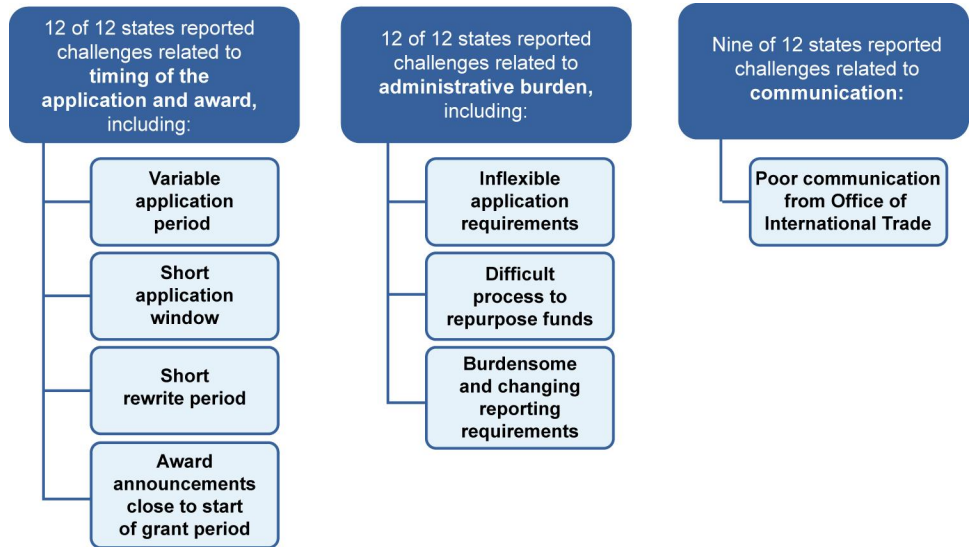 12 of 12 states reported
challenges related to
timing of the
application and award,
including:
Variable
application
period
Short
application
window
Short
rewrite period
Award
announcements
close to start
of grant period
12 of 12 states reported
challenges related to
administrative burden,
including:
Inflexible
application
requirements
Difficult
process to
repurpose funds
Burdensome
and changing
reporting
requirements
Nine of 12 states reported
challenges related to
communication:
Poor communication
from Office of
International Trade